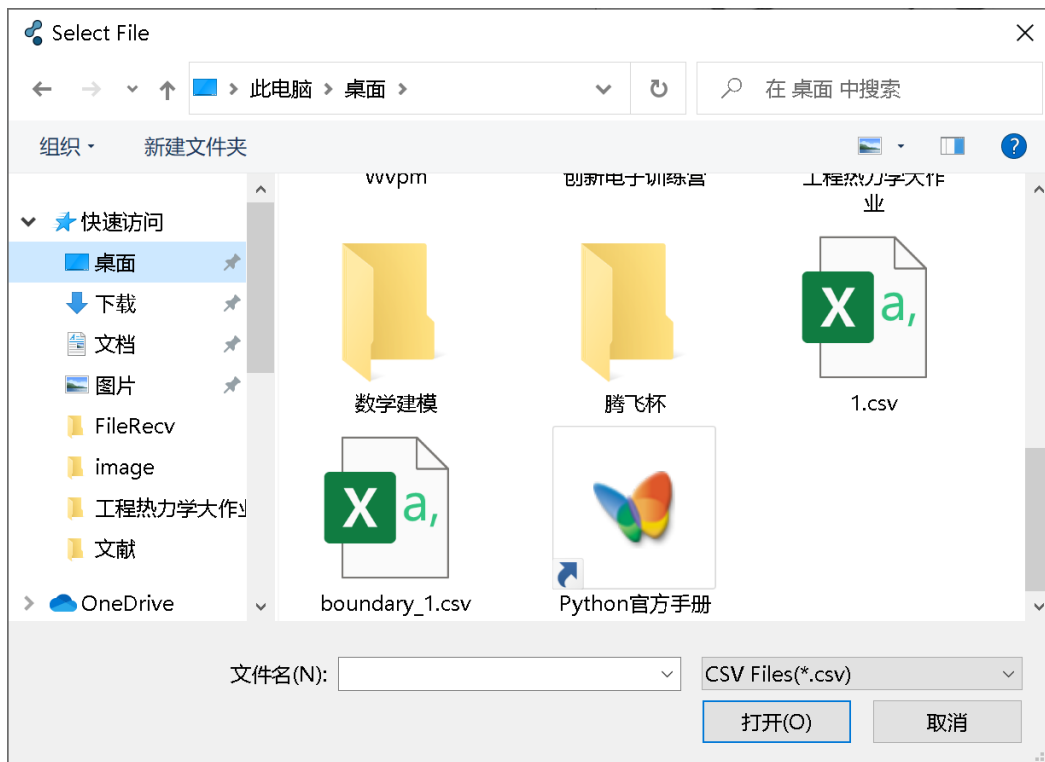 Select File
此电脑 桌面
在 桌面 中搜索
组织
新建文件夹
?
快速访问
桌面
下载
文档
图片
FileRecv
image
工程热力学大作业
文献
OneDrive
Wvpm
创新电子训练营
工程热力学大作
业
数学建模
腾飞杯
X a,
1.csv
X a,
boundary_1.csv
Python官方手册
文件名(N):
CSV Files(*.csv)
打开(O)
取消